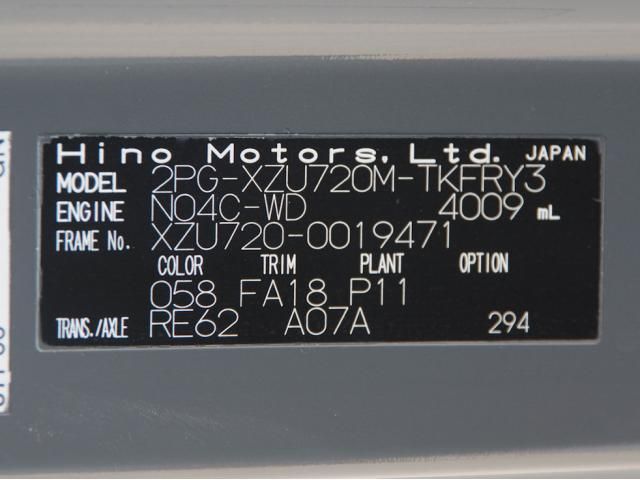 Hino Motors, Ltd. JAPAN
MODEL 2PG-XZU720M-TKFRY3
ENGINE N04C-WD 4009 mL
FRAME No. XZU720-0019471
COLOR TRIM PLANT OPTION
058 FA18 P11
TRANS./AXLE RE62 A07A 294